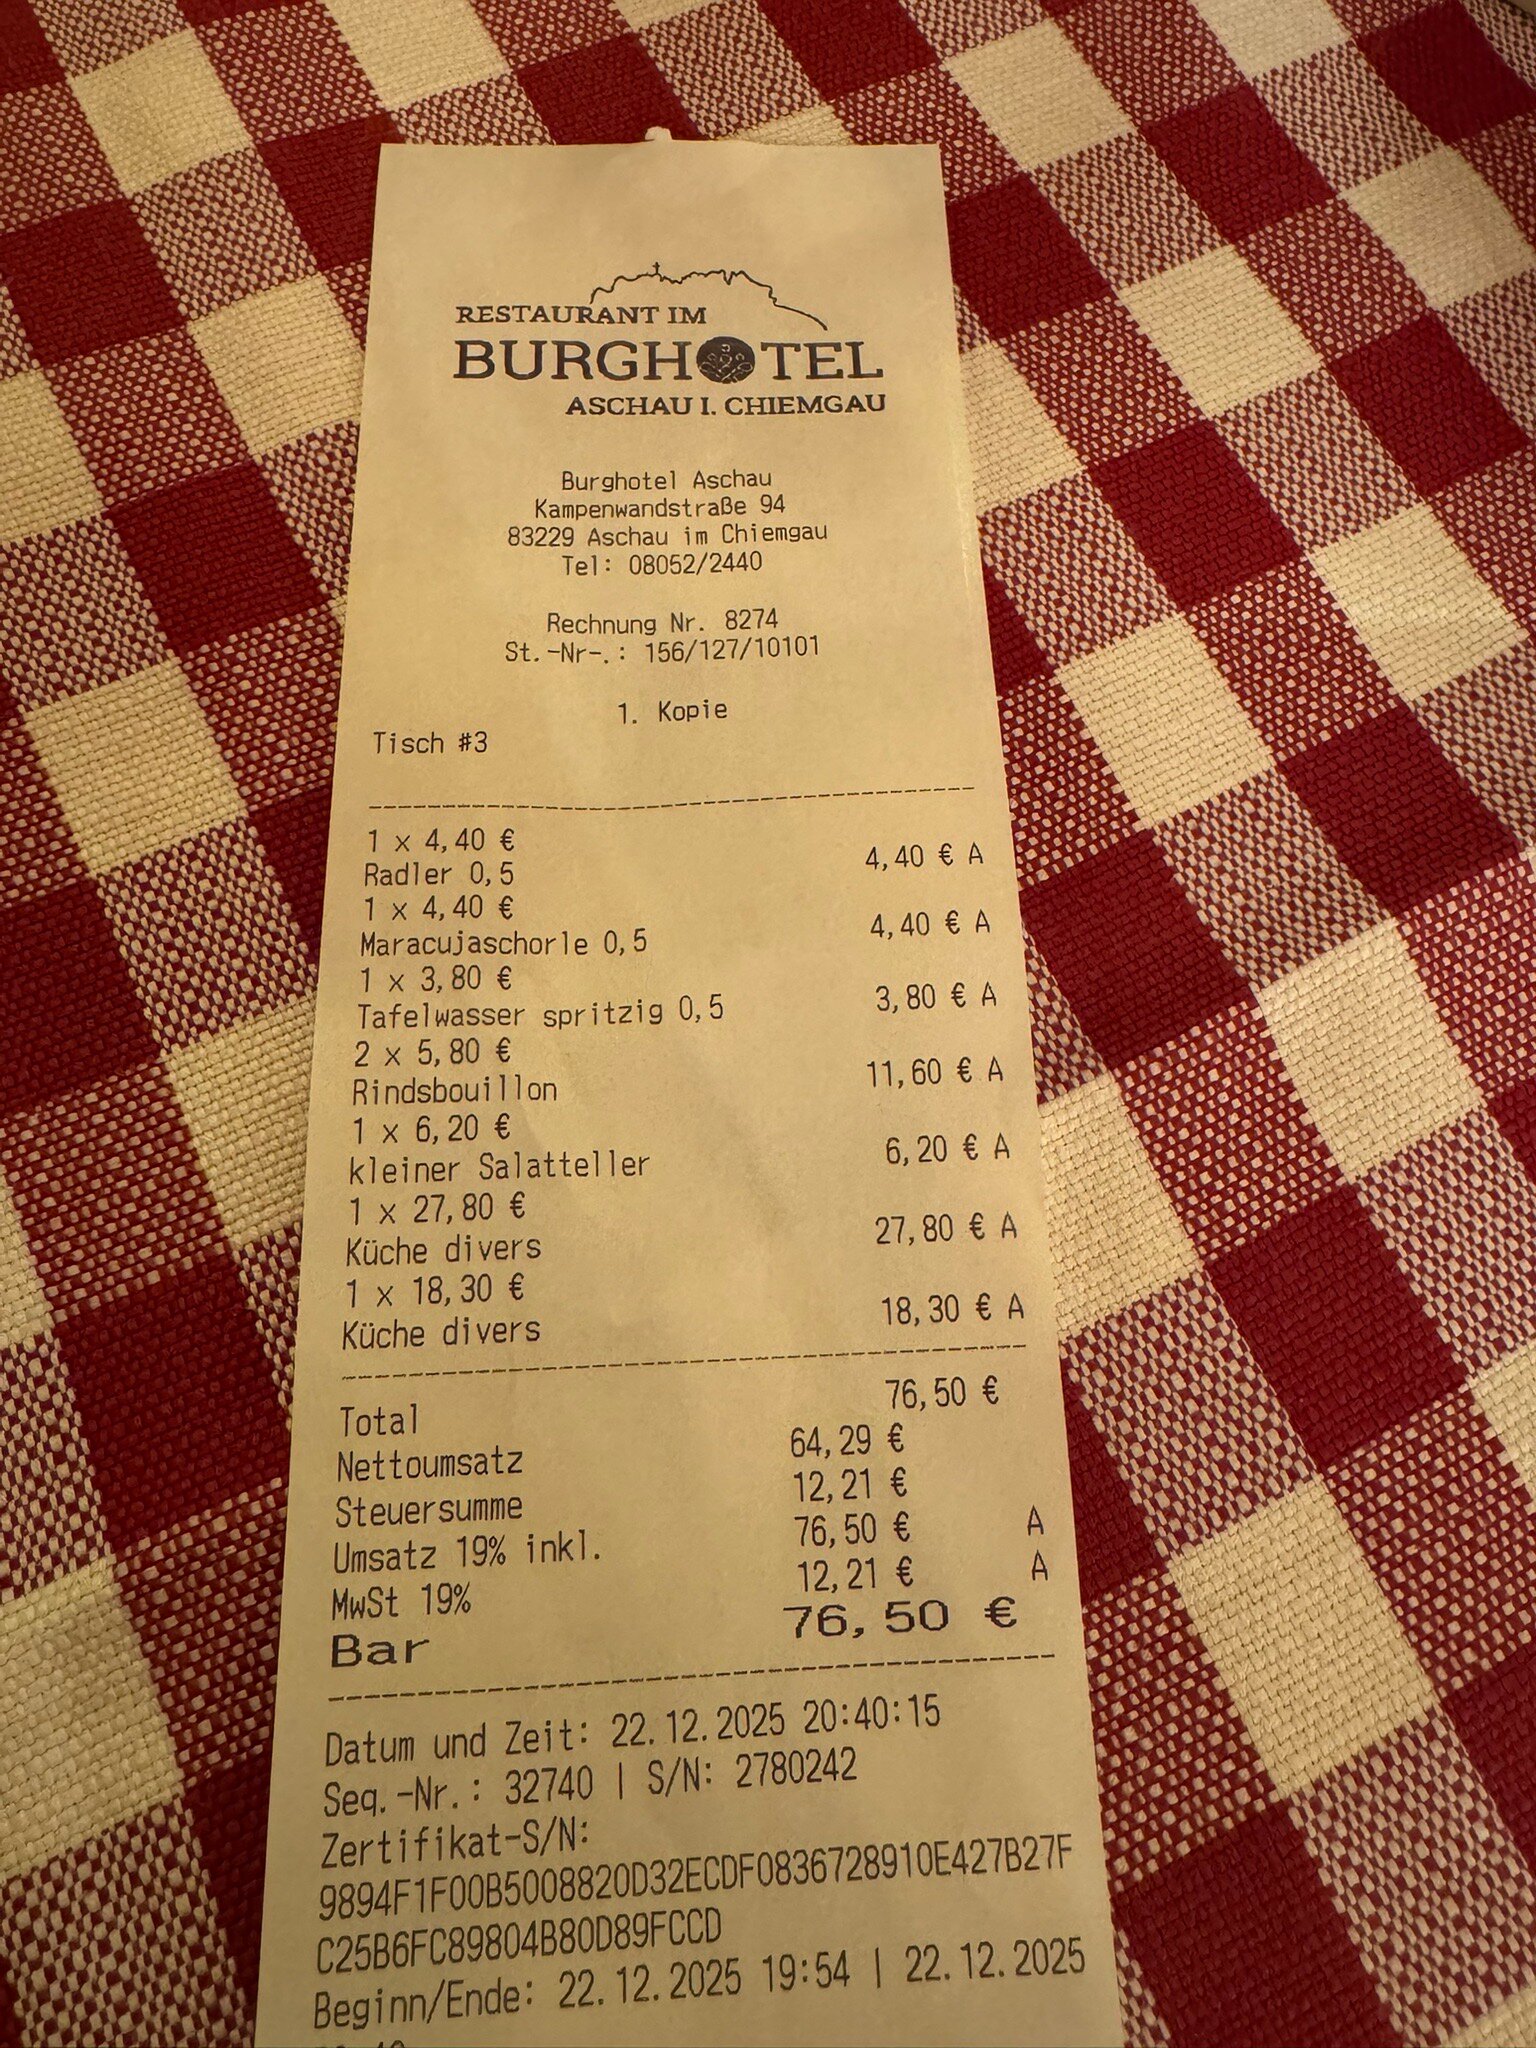 RESTAURANT IM
BURGHOTEL
ASCHAU I. CHIEMGAU
Burghotel Aschau
Kampenwandstraße 94
83229 Aschau im Chiemgau
Tel: 08052/2440
Rechnung Nr. 8274
St.-Nr-.: 156/127/10101
1. Kopie
Tisch #3
1 x 4,40 €
Radler 0,5 4,40 € A
1 x 4,40 €
Maracujaschorle 0,5 4,40 € A
1 x 3,80 €
Tafelwasser spritzig 0,5 3,80 € A
2 x 5,80 €
Rindsbouillon 11,60 € A
1 x 6,20 €
kleiner Salatteller 6,20 € A
1 x 27,80 €
Küche divers 27,80 € A
1 x 18,30 €
Küche divers 18,30 € A
Total 76,50 €
Nettoumsatz 64,29 €
Steuersumme 12,21 €
Umsatz 19% inkl. 76,50 € A
MwSt 19% 12,21 € A
Bar 76,50 €
Datum und Zeit: 22.12.2025 20:40:15
Seq.-Nr.: 32740 | S/N: 2780242
Zertifikat-S/N:
9894F1F00B5008820D32ECDF0836728910E427B27F
C25B6FC89804B80D89FCCD
Beginn/Ende: 22.12.2025 19:54 | 22.12.2025